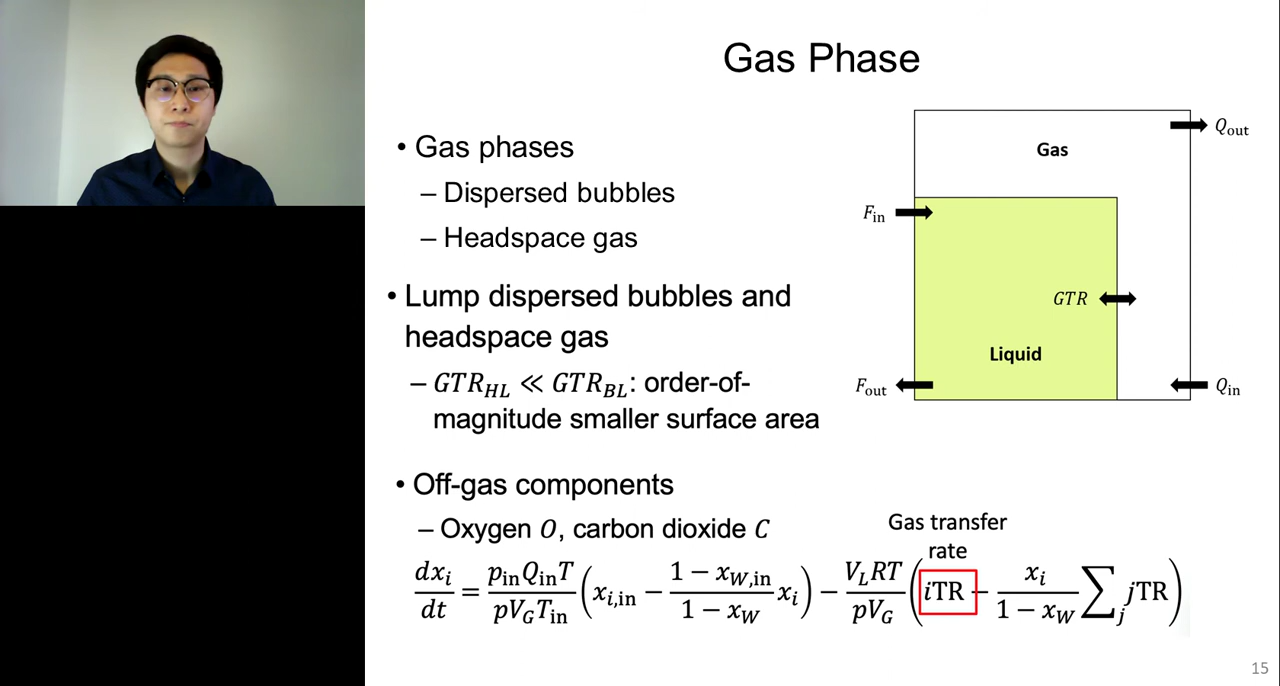 Gas Phase
• Gas phases
– Dispersed bubbles
– Headspace gas
• Lump dispersed bubbles and
headspace gas
– GTR_HL ≪ GTR_BL: order-of-
magnitude smaller surface area
• Off-gas components
– Oxygen O, carbon dioxide C
Gas transfer
rate
dx_i/dt = (p_in Q_in T)/(p V_G T_in) (x_{i,in} − (1 − x_{W,in})/(1 − x_W) x_i) − (V_L RT)/(p V_G) (iTR − x_i/(1 − x_W) ∑_j jTR)
Q_out
Gas
F_in
GTR
Liquid
F_out
Q_in
15